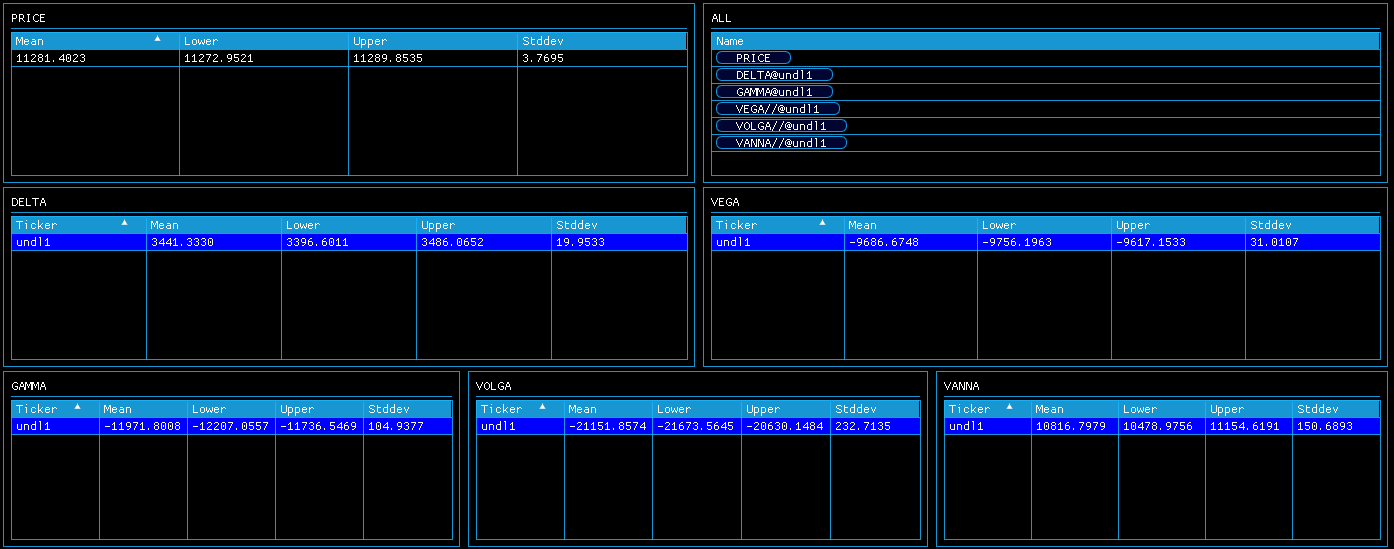 PRICE
Mean ▲ Lower Upper Stddev
11281.4023 11272.9521 11289.8535 3.7695
ALL
Name
PRICE
DELTA@undl1
GAMMA@undl1
VEGA//@undl1
VOLGA//@undl1
VANNA//@undl1
DELTA
Ticker ▲ Mean Lower Upper Stddev
undl1 3441.3330 3396.6011 3486.0652 19.9533
VEGA
Ticker ▲ Mean Lower Upper Stddev
undl1 -9686.6748 -9756.1963 -9617.1533 31.0107
GAMMA
Ticker ▲ Mean Lower Upper Stddev
undl1 -11971.8008 -12207.0557 -11736.5469 104.9377
VOLGA
Ticker ▲ Mean Lower Upper Stddev
undl1 -21151.8574 -21673.5645 -20630.1484 232.7135
VANNA
Ticker ▲ Mean Lower Upper Stddev
undl1 10816.7979 10478.9756 11154.6191 150.6893